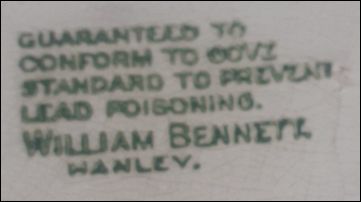 GUARANTEED TO
CONFORM TO GOVT
STANDARD TO PREVENT
LEAD POISONING.
WILLIAM BENNETT.
HANLEY.